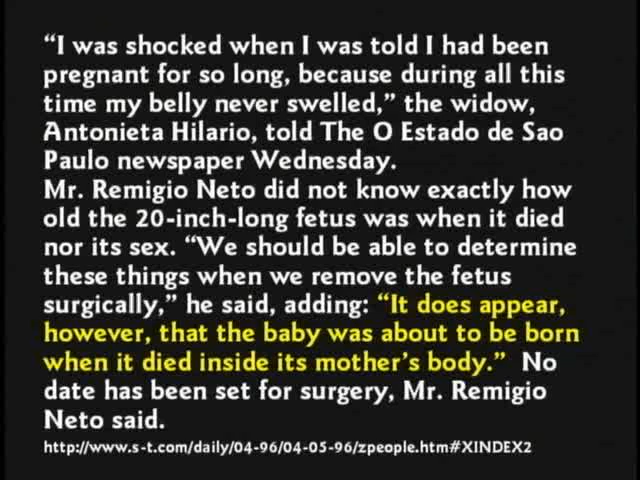 “I was shocked when I was told I had been
pregnant for so long, because during all this
time my belly never swelled,” the widow,
Antonieta Hilario, told The O Estado de Sao
Paulo newspaper Wednesday.
Mr. Remigio Neto did not know exactly how
old the 20-inch-long fetus was when it died
nor its sex. “We should be able to determine
these things when we remove the fetus
surgically,” he said, adding: “It does appear,
however, that the baby was about to be born
when it died inside its mother’s body.” No
date has been set for surgery, Mr. Remigio
Neto said.
http://www.s-t.com/daily/04-96/04-05-96/zpeople.htm#XINDEX2